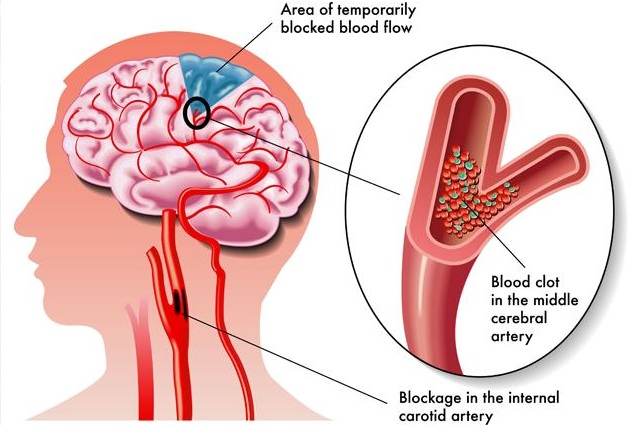 Area of temporarily
blocked blood flow
Blood clot
in the middle
cerebral
artery
Blockage in the internal
carotid artery